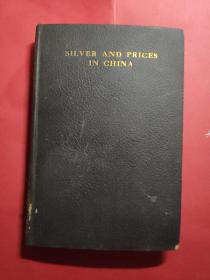 SILVER AND PRICES
IN CHINA